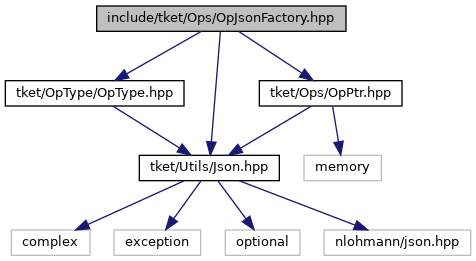 include/tket/Ops/OpJsonFactory.hpp
tket/OpType/OpType.hpp
tket/Ops/OpPtr.hpp
tket/Utils/Json.hpp
memory
complex
exception
optional
nlohmann/json.hpp